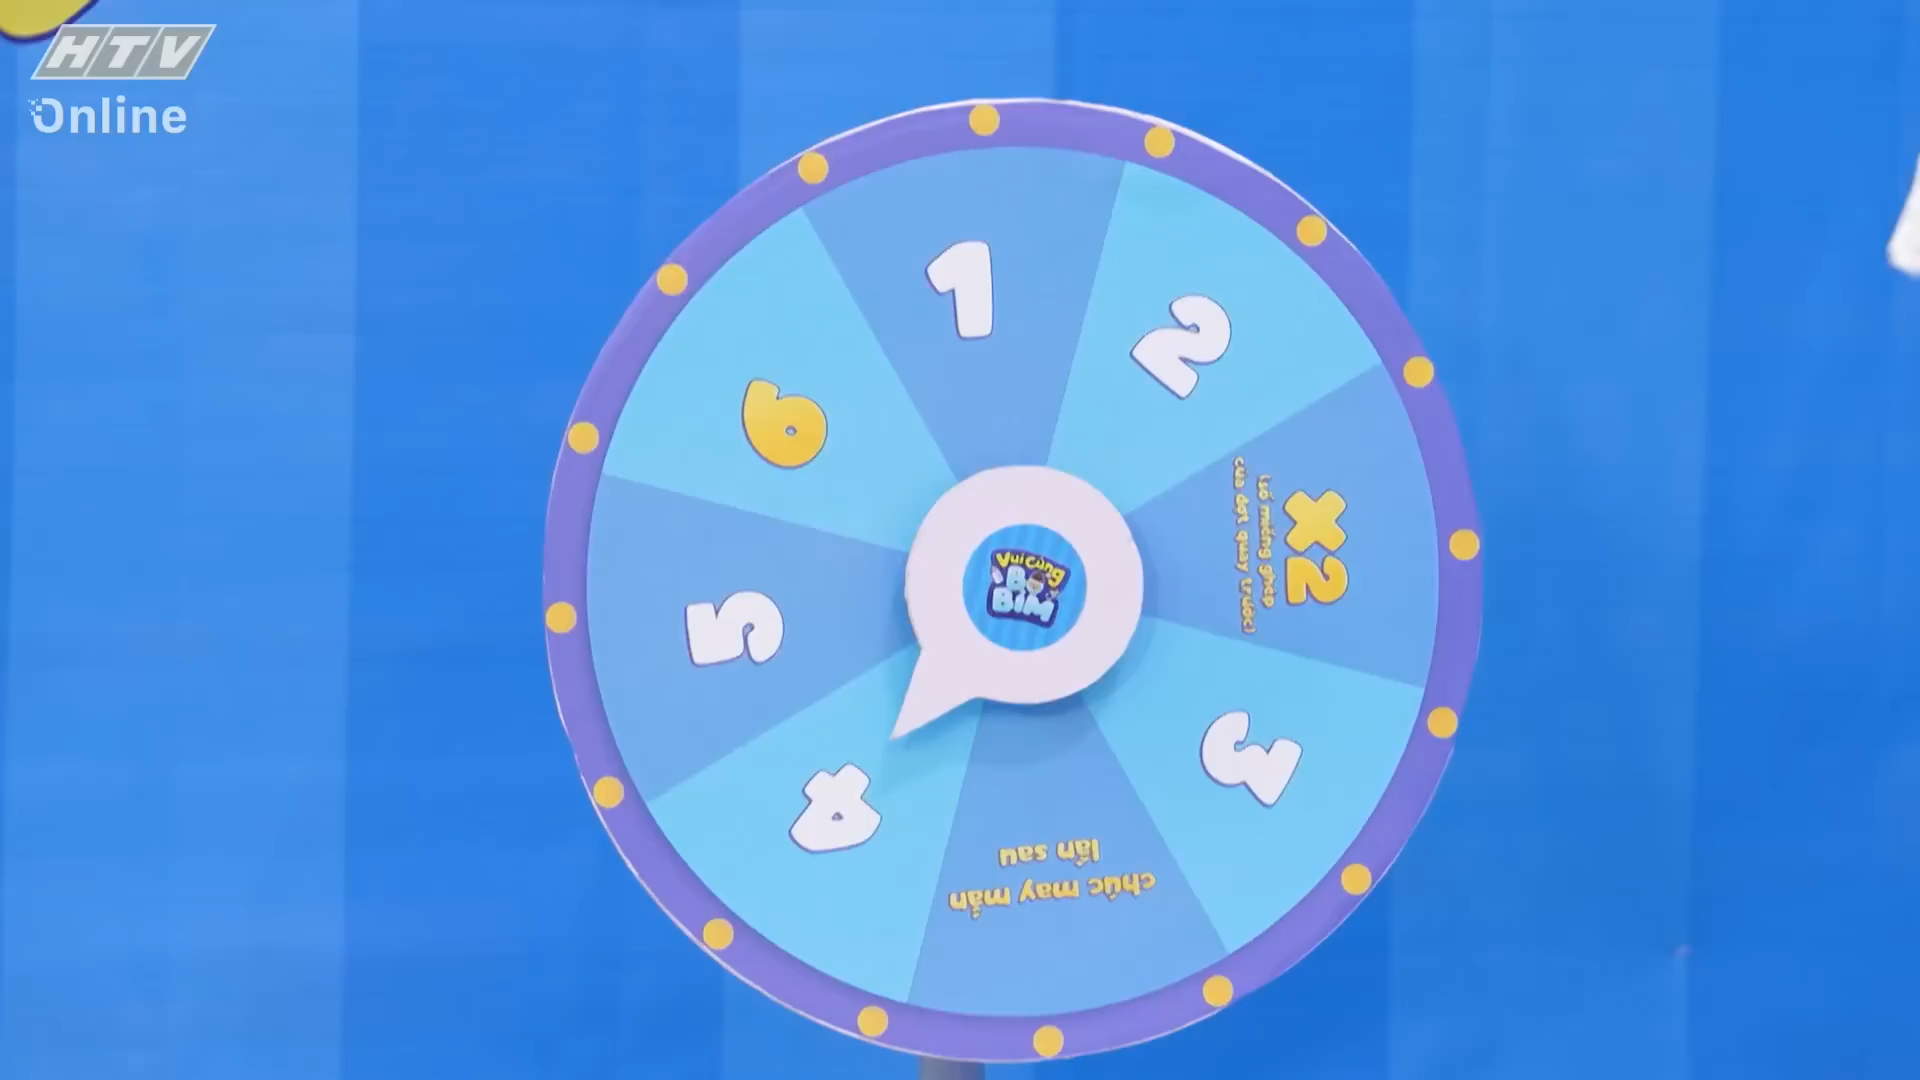 HTV
Online
1
2
6
X2
(số miếng ghép
của đợt quay trước)
Vui cùng
BỐ
BỈM
5
3
4
chúc may mắn
lần sau